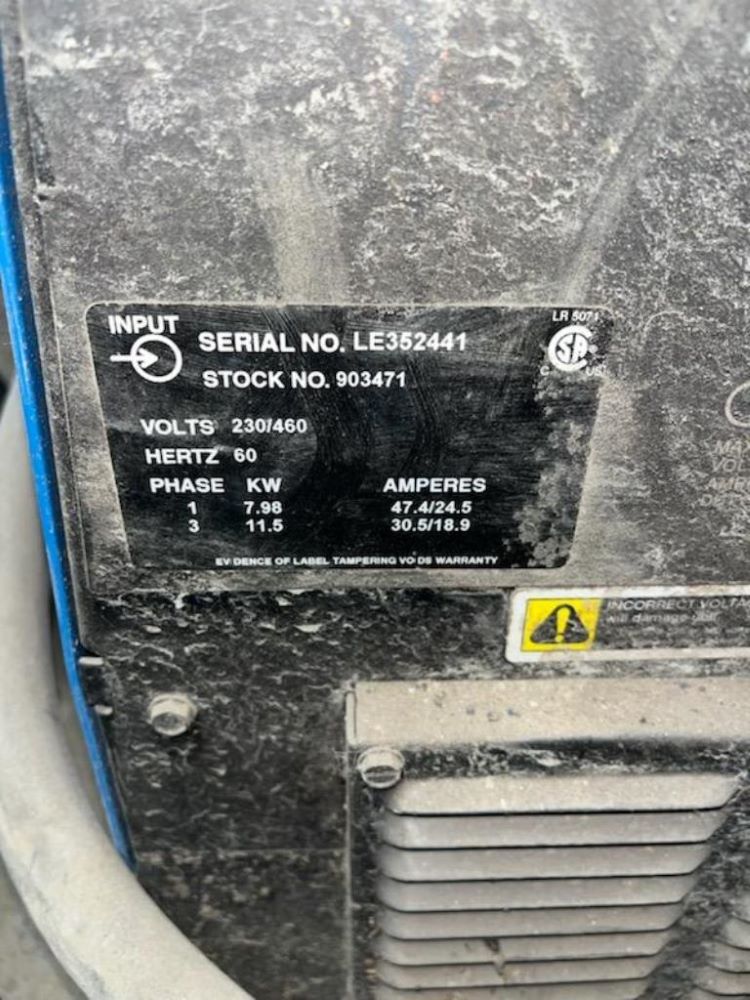 INPUT
LR 5071
SERIAL NO. LE352441
SA
C US
STOCK NO. 903471
VOLTS 230/460
HERTZ 60
PHASE KW AMPERES
1 7.98 47.4/24.5
3 11.5 30.5/18.9
EVIDENCE OF LABEL TAMPERING VOIDS WARRANTY
INCORRECT VOLTA
will damage unit